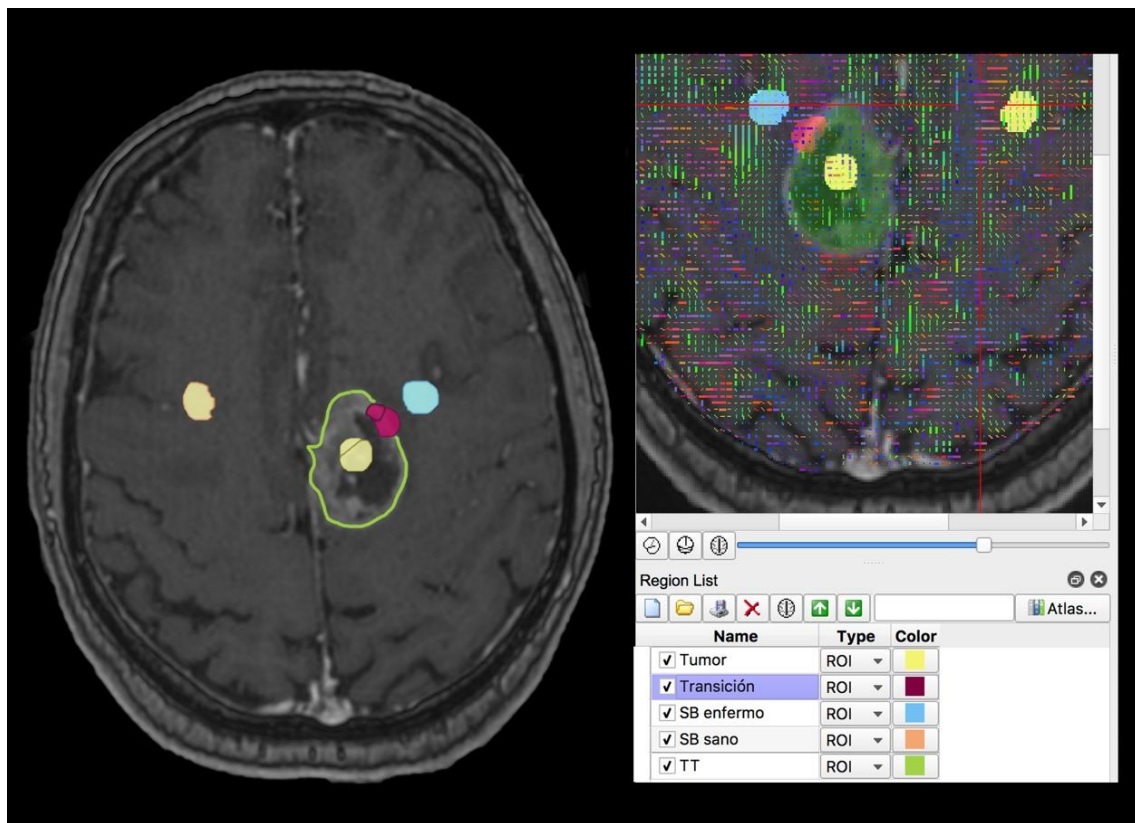 Region List
Atlas...
Name Type Color
Tumor ROI
Transición ROI
SB enfermo ROI
SB sano ROI
TT ROI